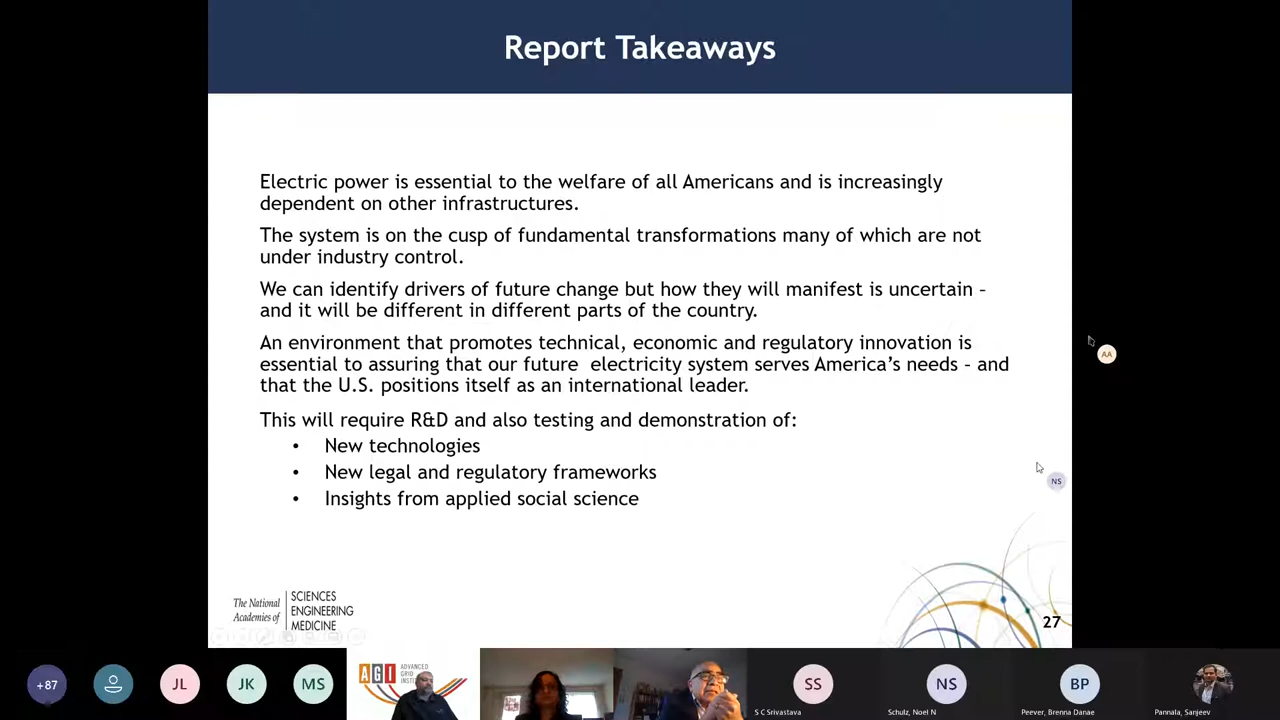 Report Takeaways
Electric power is essential to the welfare of all Americans and is increasingly
dependent on other infrastructures.
The system is on the cusp of fundamental transformations many of which are not
under industry control.
We can identify drivers of future change but how they will manifest is uncertain –
and it will be different in different parts of the country.
An environment that promotes technical, economic and regulatory innovation is
essential to assuring that our future  electricity system serves America's needs – and
that the U.S. positions itself as an international leader.
This will require R&D and also testing and demonstration of:
• New technologies
• New legal and regulatory frameworks
• Insights from applied social science
AA
NS
The National
Academies of
SCIENCES
ENGINEERING
MEDICINE
27
+87
JL
JK
MS
AGI
ADVANCED
GRID
SS
NS
BP
S C Srivastava
Schulz, Noel N
Peever, Brenna Danae
Pannala, Sanjeev